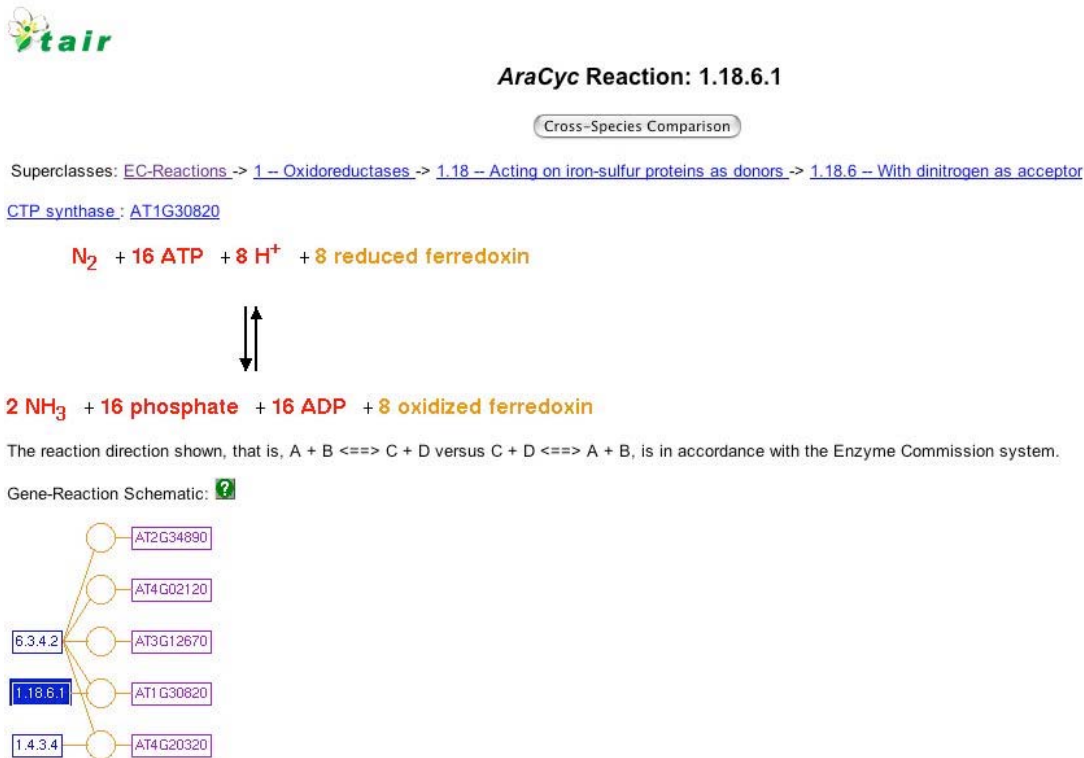 tair
AraCyc Reaction: 1.18.6.1
Cross-Species Comparison
Superclasses: EC-Reactions -> 1 -- Oxidoreductases -> 1.18 -- Acting on iron-sulfur proteins as donors -> 1.18.6 -- With dinitrogen as acceptor
CTP synthase : AT1G30820
N₂ + 16 ATP + 8 H⁺ + 8 reduced ferredoxin
2 NH₃ + 16 phosphate + 16 ADP + 8 oxidized ferredoxin
The reaction direction shown, that is, A + B <==> C + D versus C + D <==> A + B, is in accordance with the Enzyme Commission system.
Gene-Reaction Schematic: ?
AT2G34890
AT4G02120
6.3.4.2 AT3G12670
1.18.6.1 AT1G30820
1.4.3.4 AT4G20320